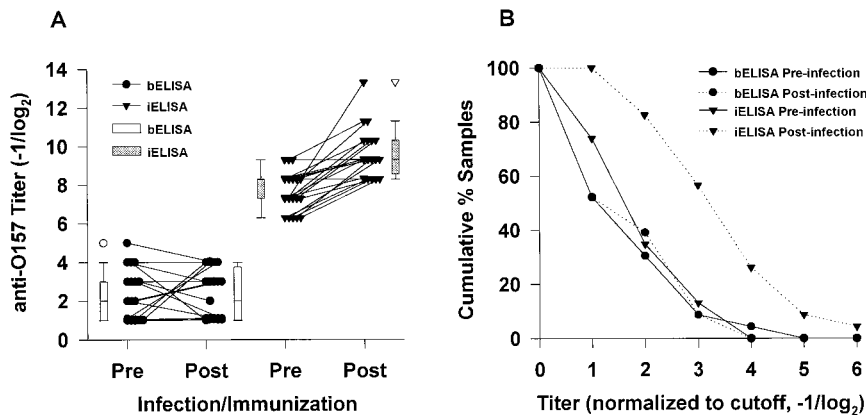 A
anti-O157 Titer (-1/log2)
14
12
10
8
6
4
2
0
bELISA
iELISA
bELISA
iELISA
Pre
Post
Pre
Post
Infection/Immunization
B
Cumulative % Samples
100
80
60
40
20
0
bELISA Pre-infection
bELISA Post-infection
iELISA Pre-infection
iELISA Post-infection
0 1 2 3 4 5 6
Titer (normalized to cutoff, -1/log2)